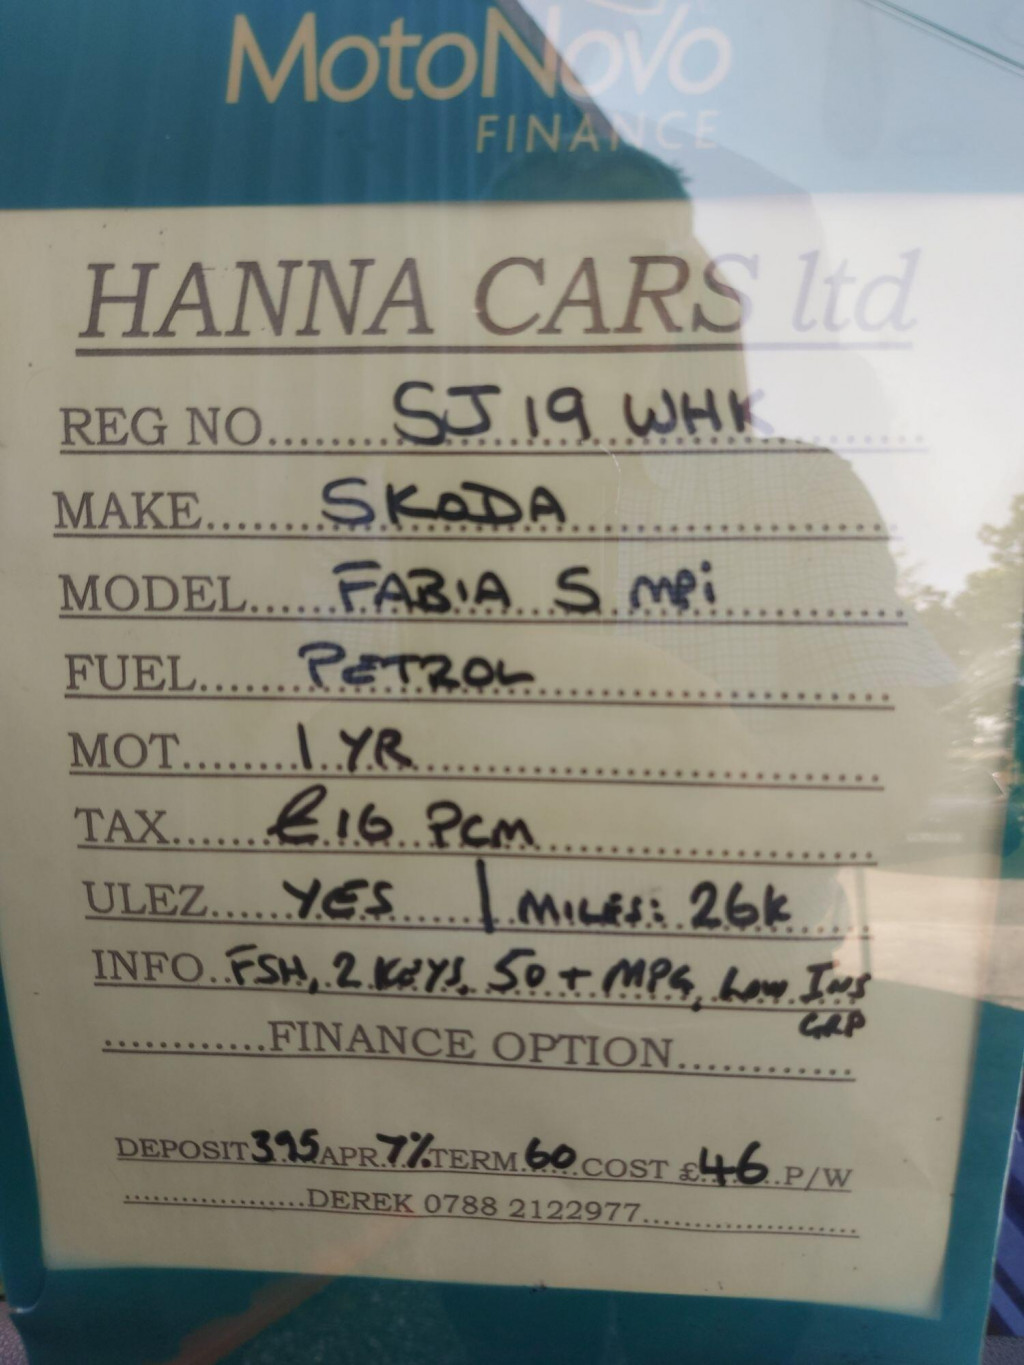 MotoNovo
FINANCE
HANNA CARS ltd
REG NO.......SJ 19 WHK
MAKE.......SKODA
MODEL......FABIA S mpi
FUEL......PETROL
MOT.......1 YR
TAX......£16 PCM
ULEZ.....YES | MILES: 26K
INFO..FSH, 2 KEYS, 50+ MPG, LOW INS
GRP
............FINANCE OPTION............
DEPOSIT 395 APR 7% TERM 60 COST £46 P/W
..................DEREK 0788 2122977......................